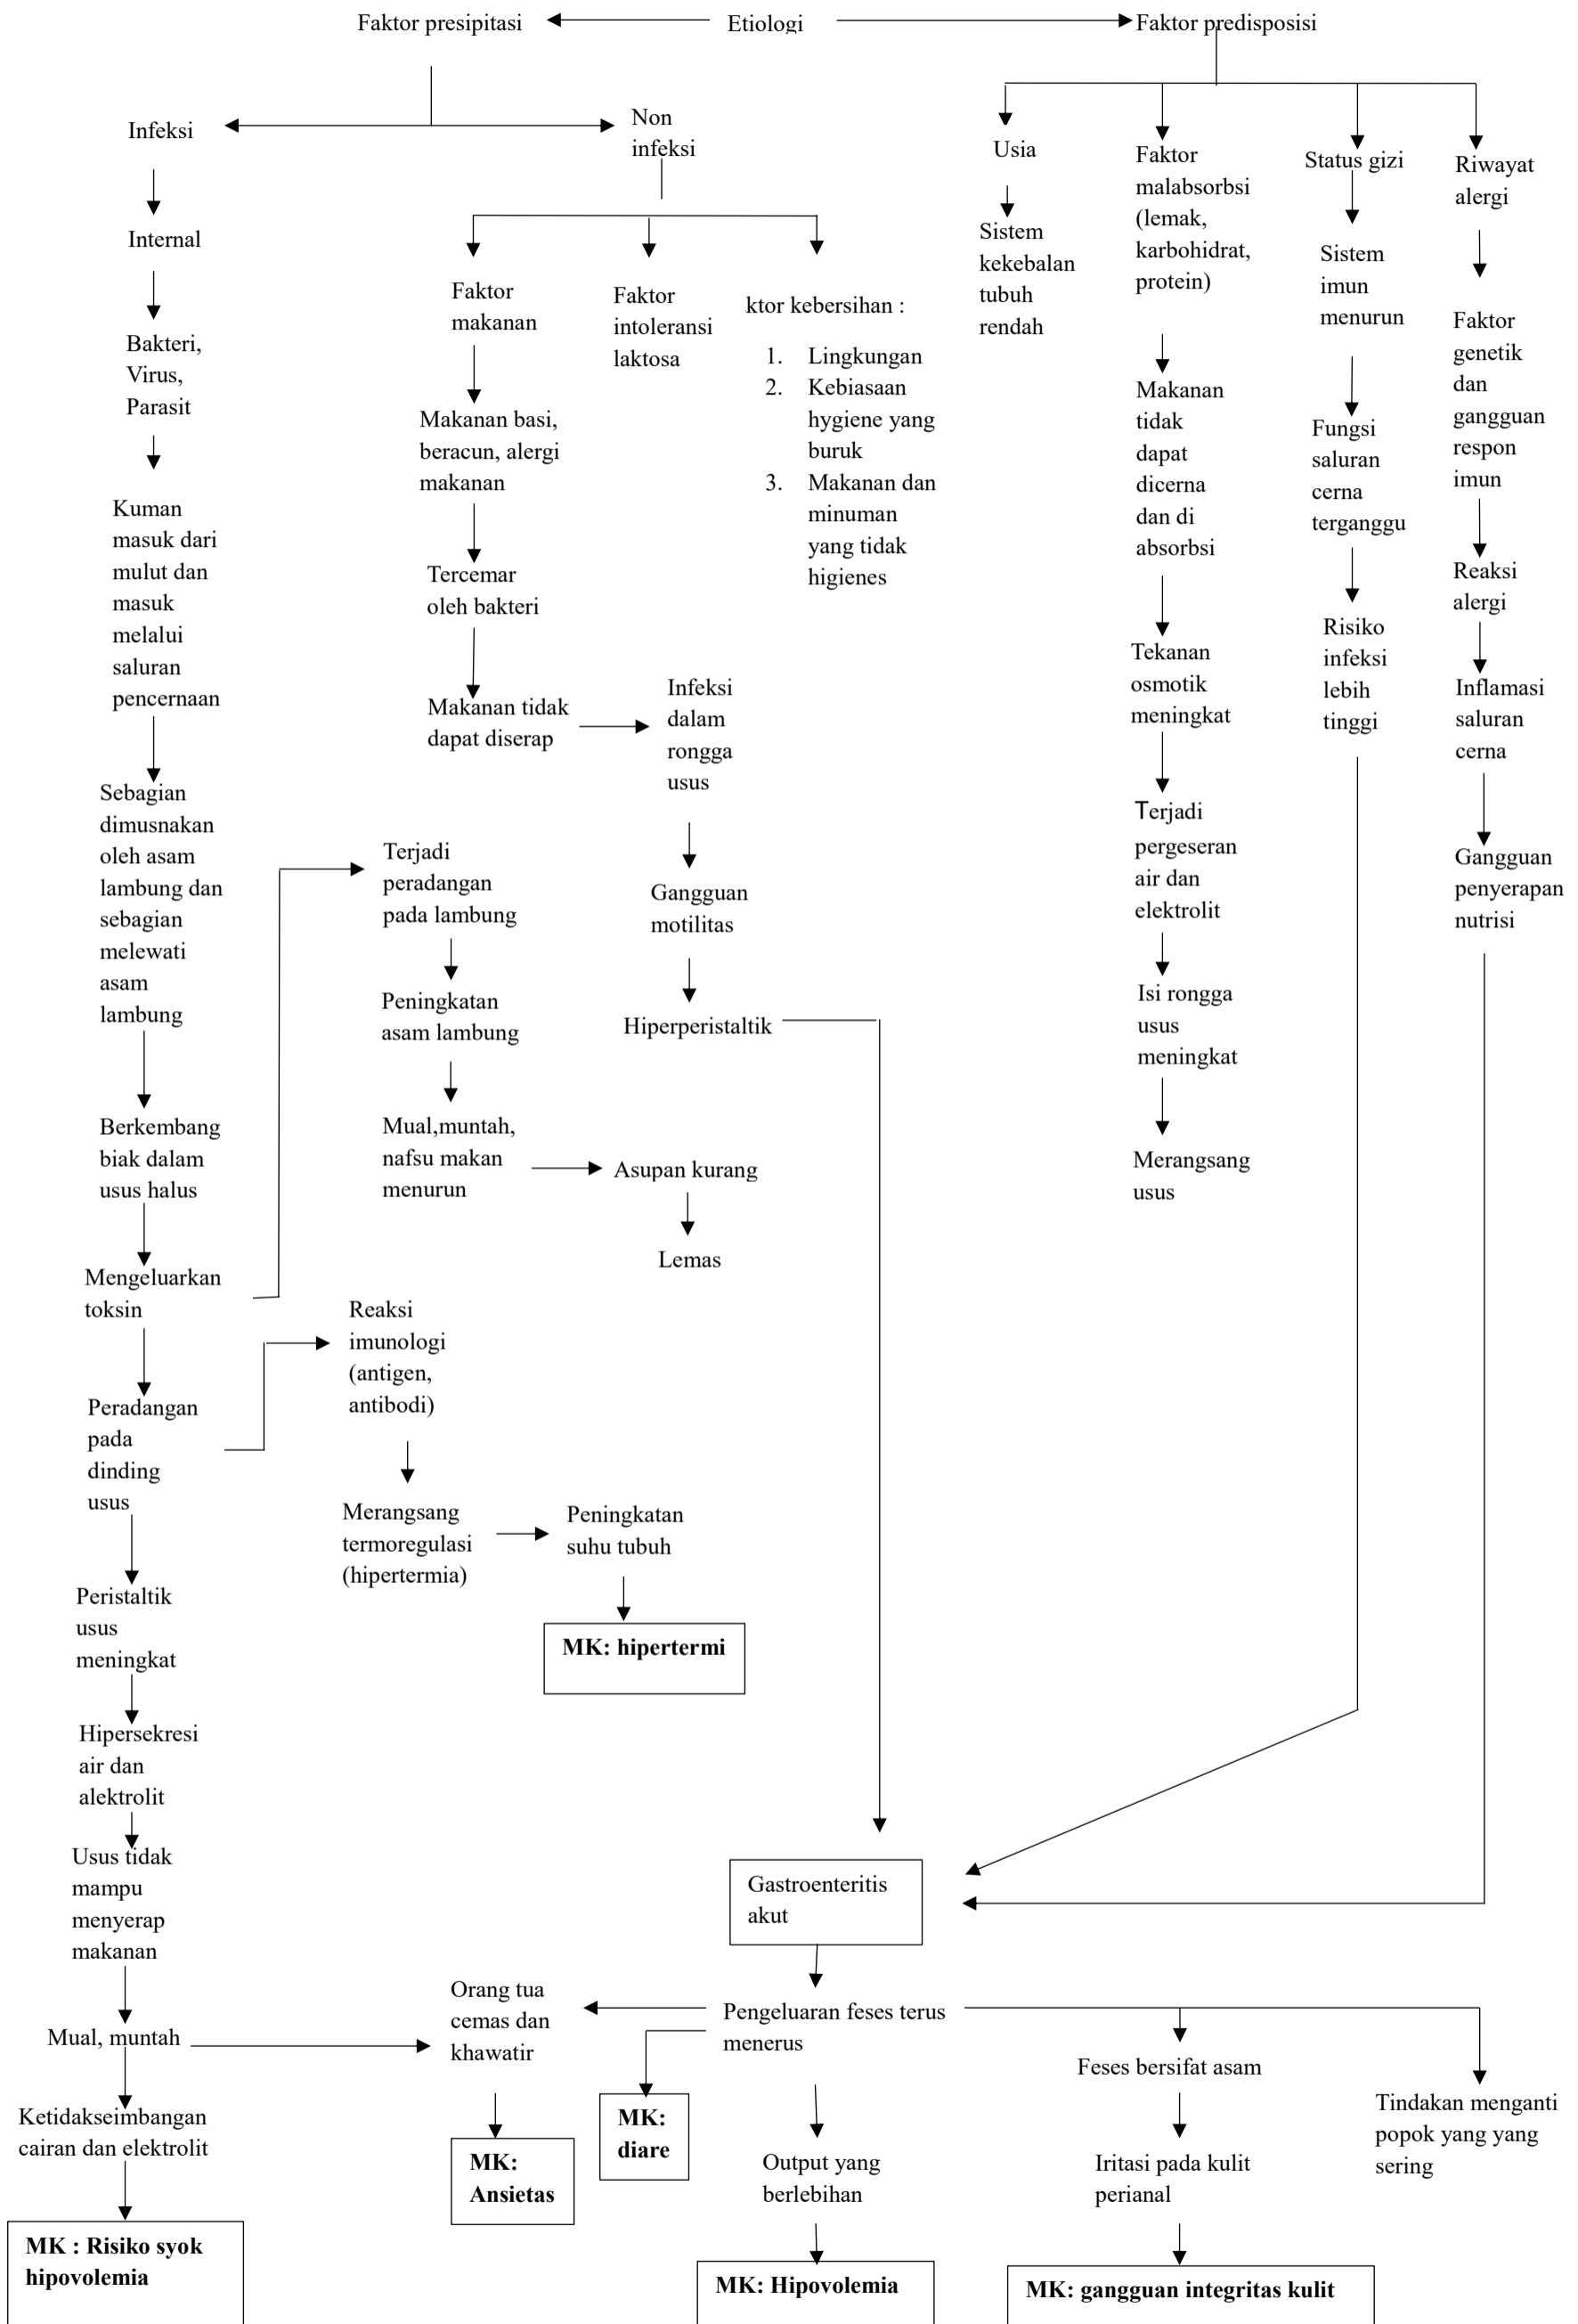 Faktor presipitasi
Etiologi
Faktor predisposisi
Infeksi
Non
infeksi
Usia
Faktor
malabsorbsi
(lemak,
karbohidrat,
protein)
Status gizi
Riwayat
alergi
Internal
Sistem
kekebalan
tubuh
rendah
Sistem
imun
menurun
Faktor
makanan
Faktor
intoleransi
laktosa
ktor kebersihan :
1. Lingkungan
2. Kebiasaan
hygiene yang
buruk
3. Makanan dan
minuman
yang tidak
higienes
Faktor
genetik
dan
gangguan
respon
imun
Bakteri,
Virus,
Parasit
Makanan basi,
beracun, alergi
makanan
Makanan
tidak
dapat
dicerna
dan di
absorbsi
Fungsi
saluran
cerna
terganggu
Kuman
masuk dari
mulut dan
masuk
melalui
saluran
pencernaan
Tercemar
oleh bakteri
Reaksi
alergi
Risiko
infeksi
lebih
tinggi
Tekanan
osmotik
meningkat
Makanan tidak
dapat diserap
Infeksi
dalam
rongga
usus
Inflamasi
saluran
cerna
Sebagian
dimusnakan
oleh asam
lambung dan
sebagian
melewati
asam
lambung
Terjadi
peradangan
pada lambung
Gangguan
motilitas
Terjadi
pergeseran
air dan
elektrolit
Gangguan
penyerapan
nutrisi
Peningkatan
asam lambung
Hiperperistaltik
Isi rongga
usus
meningkat
Berkembang
biak dalam
usus halus
Mual,muntah,
nafsu makan
menurun
Asupan kurang
Merangsang
usus
Lemas
Mengeluarkan
toksin
Reaksi
imunologi
(antigen,
antibodi)
Peradangan
pada
dinding
usus
Merangsang
termoregulasi
(hipertermia)
Peningkatan
suhu tubuh
MK: hipertermi
Peristaltik
usus
meningkat
Hipersekresi
air dan
alektrolit
Usus tidak
mampu
menyerap
makanan
Gastroenteritis
akut
Mual, muntah
Orang tua
cemas dan
khawatir
Pengeluaran feses terus
menerus
Feses bersifat asam
Tindakan menganti
popok yang yang
sering
Ketidakseimbangan
cairan dan elektrolit
MK:
Ansietas
MK:
diare
Output yang
berlebihan
Iritasi pada kulit
perianal
MK : Risiko syok
hipovolemia
MK: Hipovolemia
MK: gangguan integritas kulit